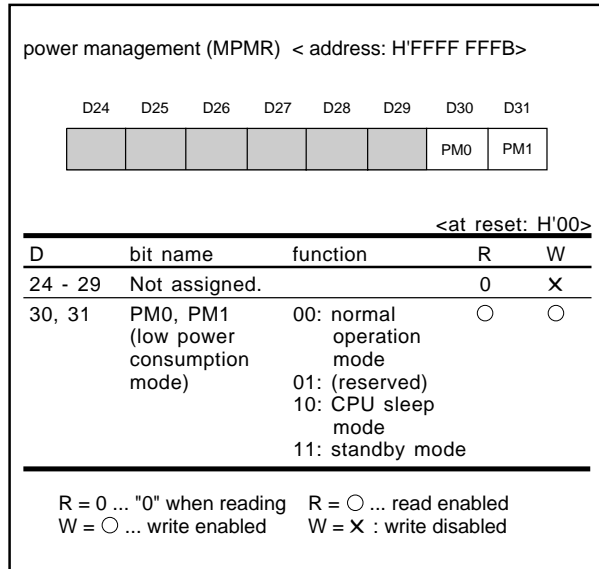 power management (MPMR) < address: H'FFFF FFFB>
D24 D25 D26 D27 D28 D29 D30 D31
PM0 PM1
<at reset: H'00>
D bit name function R W
24 - 29 Not assigned. 0 ×
30, 31 PM0, PM1 00: normal ○ ○
(low power operation
consumption mode
mode) 01: (reserved)
10: CPU sleep
mode
11: standby mode
R = 0 ... "0" when reading R = ○ ... read enabled
W = ○ ... write enabled W = × : write disabled